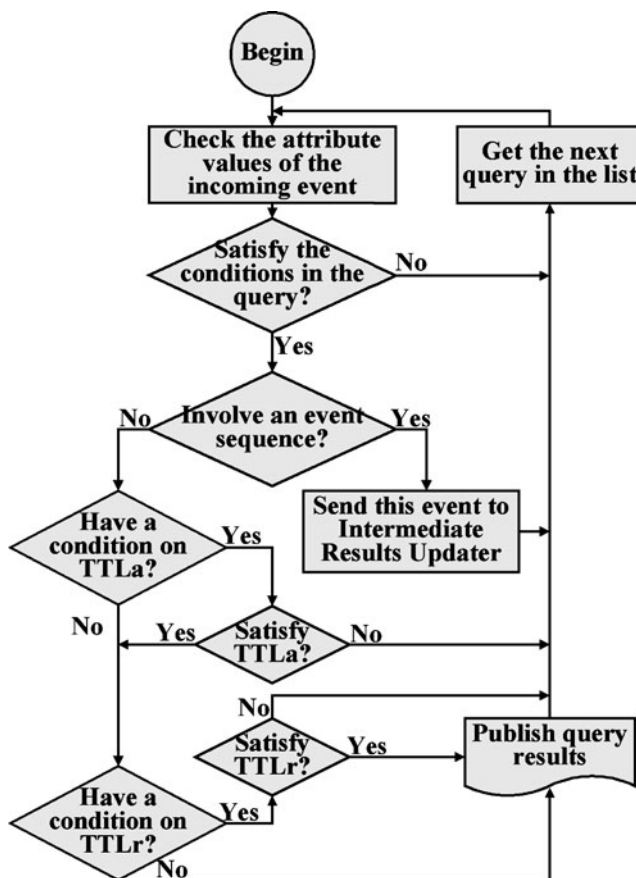 Begin
Check the attribute
values of the
incoming event
Get the next
query in the list
Satisfy the
conditions in the
query?
No
Yes
No
Involve an event
sequence?
Yes
Have a
condition on
TTLa?
Yes
Send this event to
Intermediate
Results Updater
No
Yes
Satisfy
TTLa?
No
No
Satisfy
TTLr?
Yes
Publish query
results
Have a
condition on
TTLr?
Yes
No